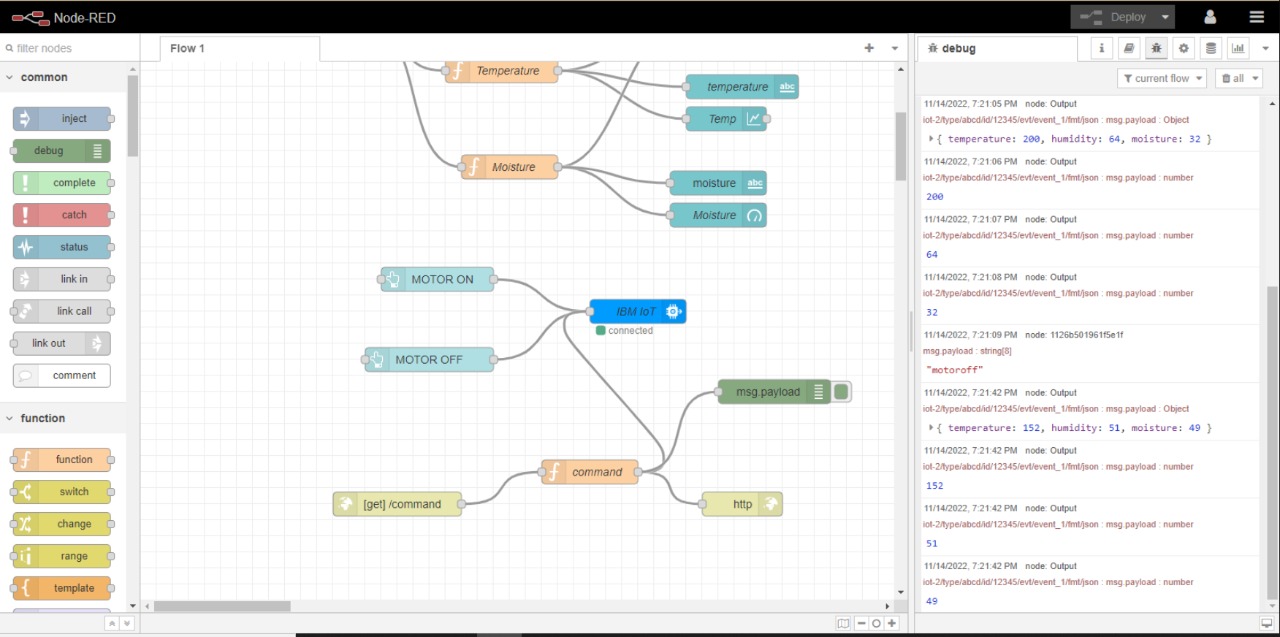 Node-RED
Deploy
filter nodes
Flow 1
debug
i
common
current flow
all
inject
debug
complete
catch
status
link in
link call
link out
comment
function
function
switch
change
range
template
Temperature
temperature abc
Temp
Moisture
moisture abc
Moisture
MOTOR ON
IBM IoT
connected
MOTOR OFF
msg.payload
command
[get] /command
http
11/14/2022, 7:21:05 PM node: Output
iot-2/type/abcd/id/12345/evt/event_1/fmt/json : msg.payload : Object
{ temperature: 200, humidity: 64, moisture: 32 }
11/14/2022, 7:21:06 PM node: Output
iot-2/type/abcd/id/12345/evt/event_1/fmt/json : msg.payload : number
200
11/14/2022, 7:21:07 PM node: Output
iot-2/type/abcd/id/12345/evt/event_1/fmt/json : msg.payload : number
64
11/14/2022, 7:21:08 PM node: Output
iot-2/type/abcd/id/12345/evt/event_1/fmt/json : msg.payload : number
32
11/14/2022, 7:21:09 PM node: 1126b501961f5e1f
msg.payload : string[8]
"motoroff"
11/14/2022, 7:21:42 PM node: Output
iot-2/type/abcd/id/12345/evt/event_1/fmt/json : msg.payload : Object
{ temperature: 152, humidity: 51, moisture: 49 }
11/14/2022, 7:21:42 PM node: Output
iot-2/type/abcd/id/12345/evt/event_1/fmt/json : msg.payload : number
152
11/14/2022, 7:21:42 PM node: Output
iot-2/type/abcd/id/12345/evt/event_1/fmt/json : msg.payload : number
51
11/14/2022, 7:21:42 PM node: Output
iot-2/type/abcd/id/12345/evt/event_1/fmt/json : msg.payload : number
49